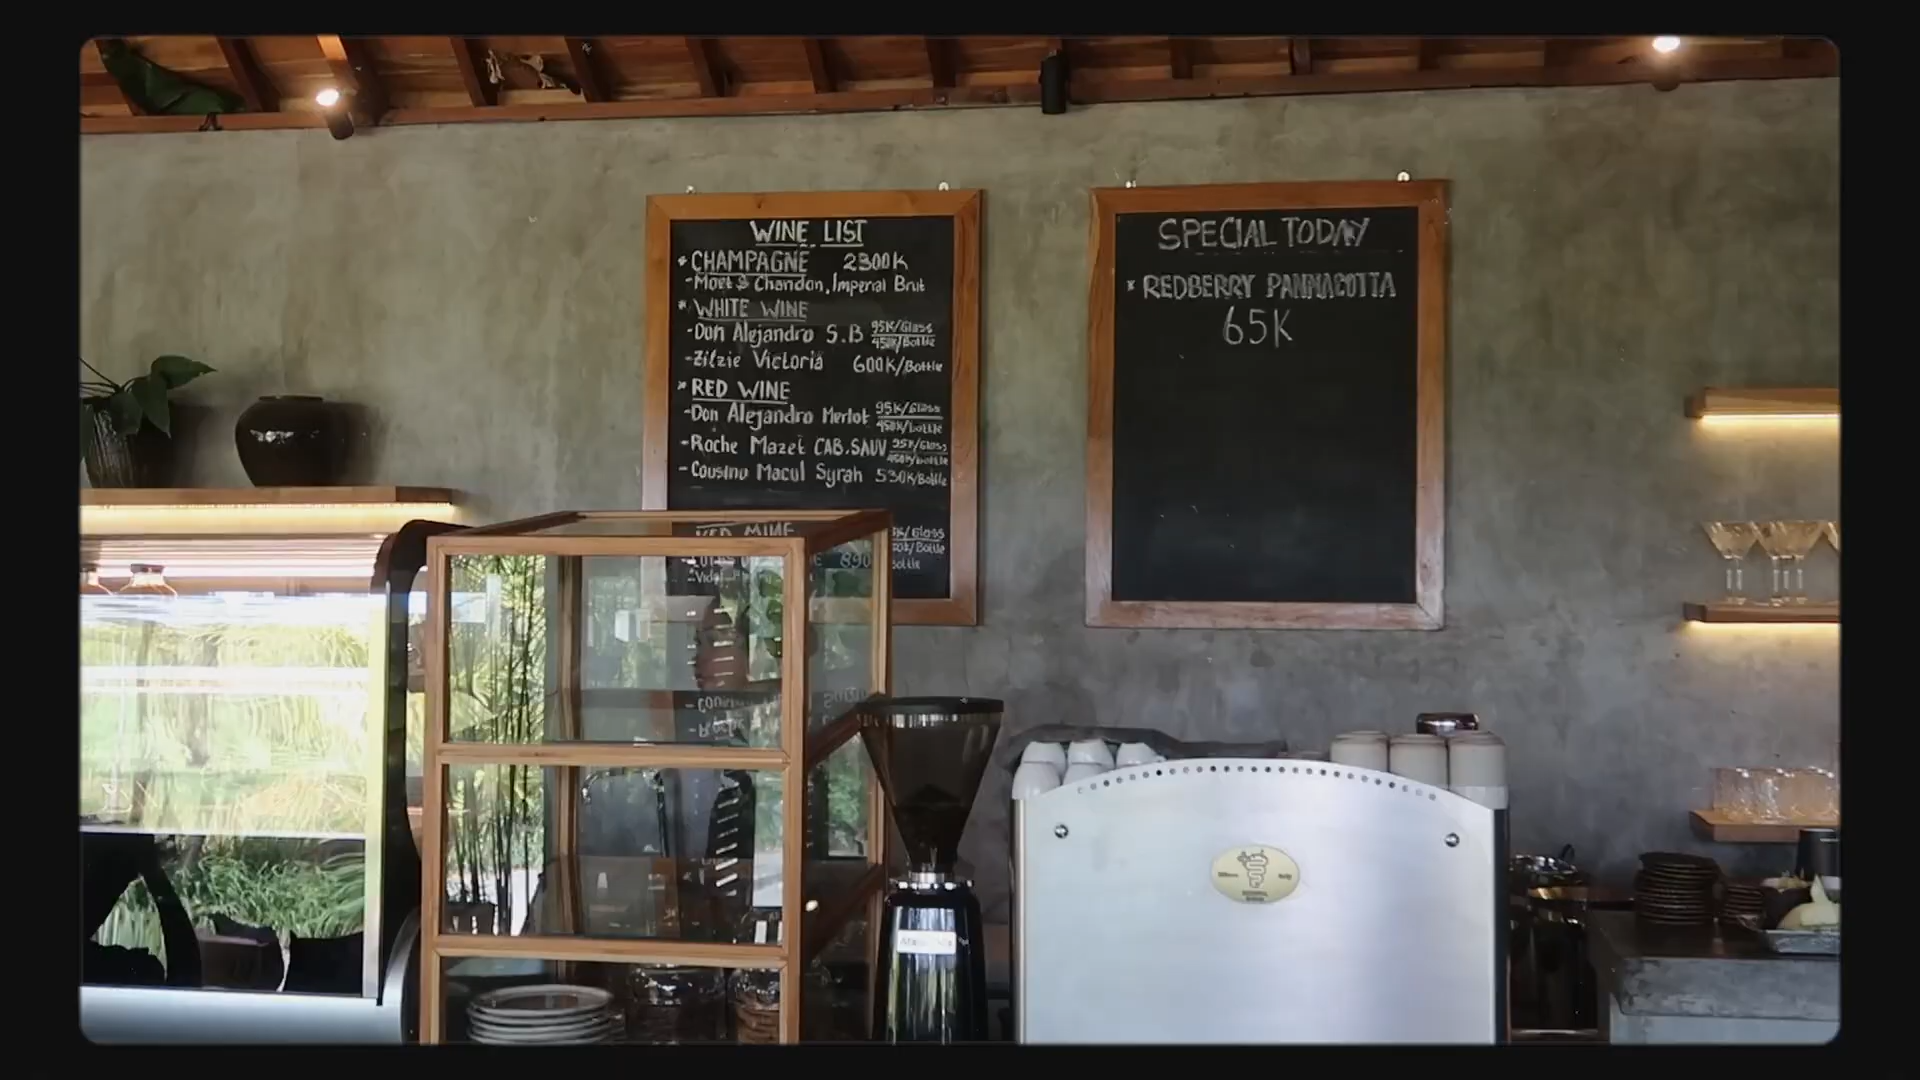 WINE LIST
* CHAMPAGNE 2300K
- Moet & Chandon, Imperial Brut
* WHITE WINE
- Don Alejandro S.B 95K/Glass
450K/Bottle
- Zilzie Victoria 600K/Bottle
* RED WINE
- Don Alejandro Merlot 95K/Glass
450K/bottle
- Roche Mazet CAB.SAUV 95K/Glass
450K/bottle
- Cousino Macul Syrah 530K/Bottle
SPECIAL TODAY
* REDBERRY PANNACOTTA
65K